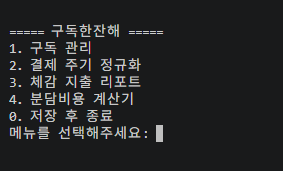 ===== 구독한잔해 =====
1. 구독 관리
2. 결제 주기 정규화
3. 체감 지출 리포트
4. 분담비용 계산기
0. 저장 후 종료
메뉴를 선택해주세요: